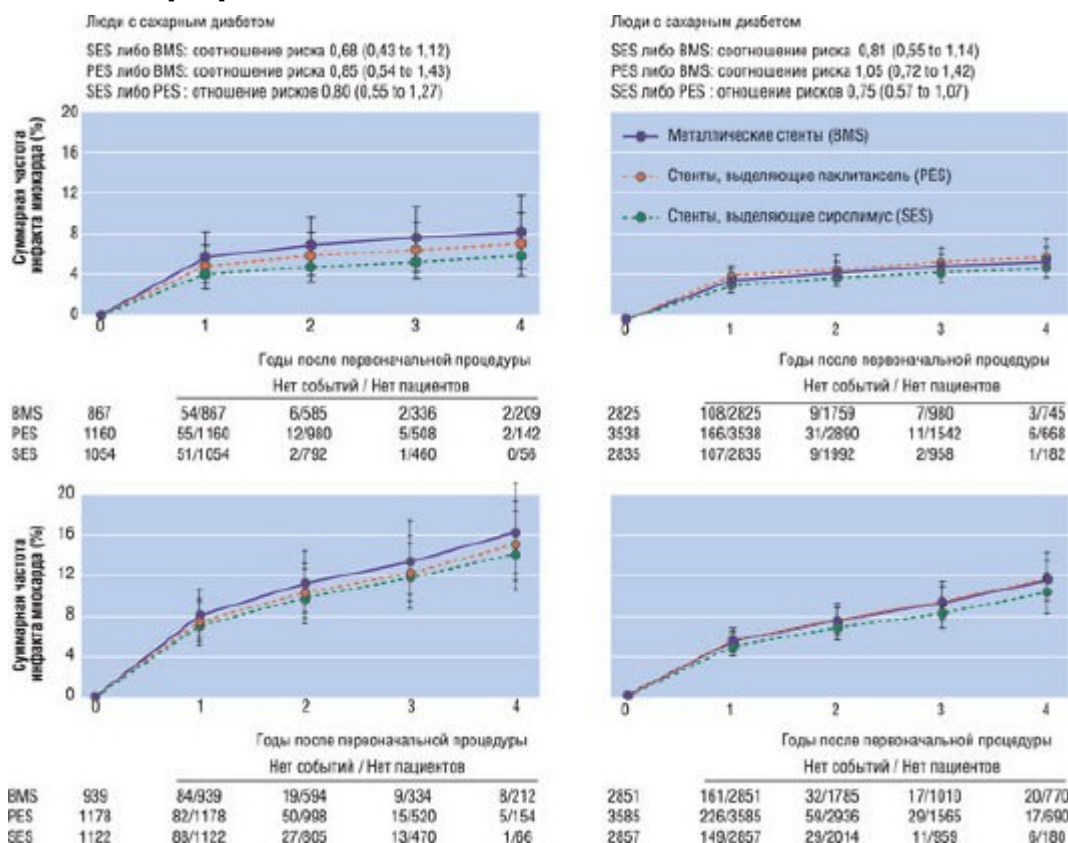 Люди с сахарным диабетом
SES либо BMS: соотношение риска 0,68 (0,43 to 1,12)
PES либо BMS: соотношение риска 0,85 (0,54 to 1,43)
SES либо PES : отношение рисков 0,80 (0,55 to 1,27)
Люди с сахарным диабетом
SES либо BMS: соотношение риска 0,81 (0,55 to 1,14)
PES либо BMS: соотношение риска 1,05 (0,72 to 1,42)
SES либо PES : отношение рисков 0,75 (0.57 to 1,07)
Суммарная частота
инфакта миокарда (%)
20
16
12
8
4
0
0 1 2 3 4
Металлические стенты (BMS)
Стенты, выделяющие паклитаксель (PES)
Стенты, выделяющие сиролимус (SES)
0 1 2 3 4
Годы после первоначальной процедуры
Нет событий / Нет пациентов
BMS 867 54/867 6/585 2/336 2/209
PES 1160 55/1160 12/980 5/508 2/142
SES 1054 51/1054 2/792 1/460 0/56
Годы после первоначальной процедуры
Нет событий / Нет пациентов
2825 108/2825 9/1759 7/980 3/745
3538 166/3538 31/2890 11/1542 6/668
2835 107/2835 9/1992 2/958 1/182
Суммарная частота
инфакта миокарда (%)
20
16
12
8
4
0
0 1 2 3 4
0 1 2 3 4
Годы после первоначальной процедуры
Нет событий / Нет пациентов
BMS 939 84/939 19/594 9/334 8/212
PES 1178 82/1178 50/998 15/520 5/154
SES 1122 88/1122 27/805 13/470 1/66
Годы после первоначальной процедуры
Нет событий / Нет пациентов
2851 161/2851 32/1785 17/1010 20/770
3585 226/3585 59/2936 29/1565 17/690
2857 149/2857 29/2014 11/959 6/180